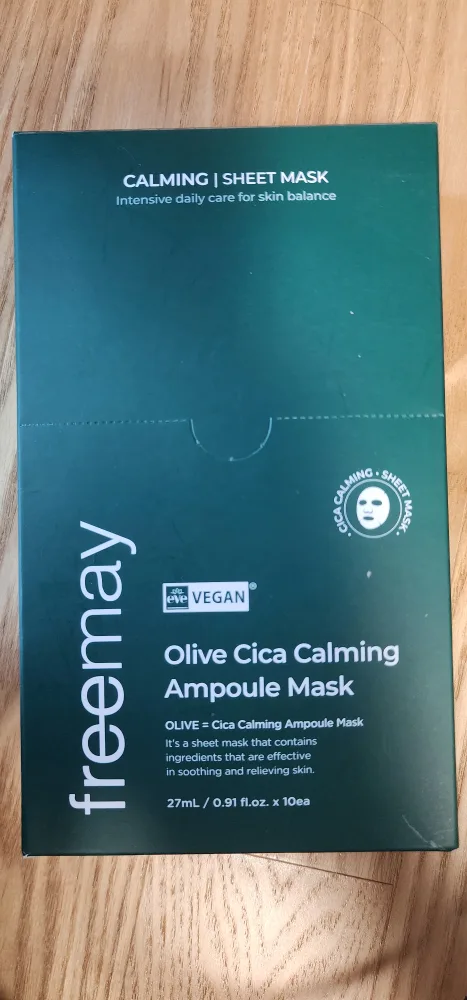 CALMING | SHEET MASK
Intensive daily care for skin balance
CICA CALMING • SHEET MASK •
eve VEGAN®
freemay
Olive Cica Calming
Ampoule Mask
OLIVE = Cica Calming Ampoule Mask
It's a sheet mask that contains
ingredients that are effective
in soothing and relieving skin.
27mL / 0.91 fl.oz. x 10ea